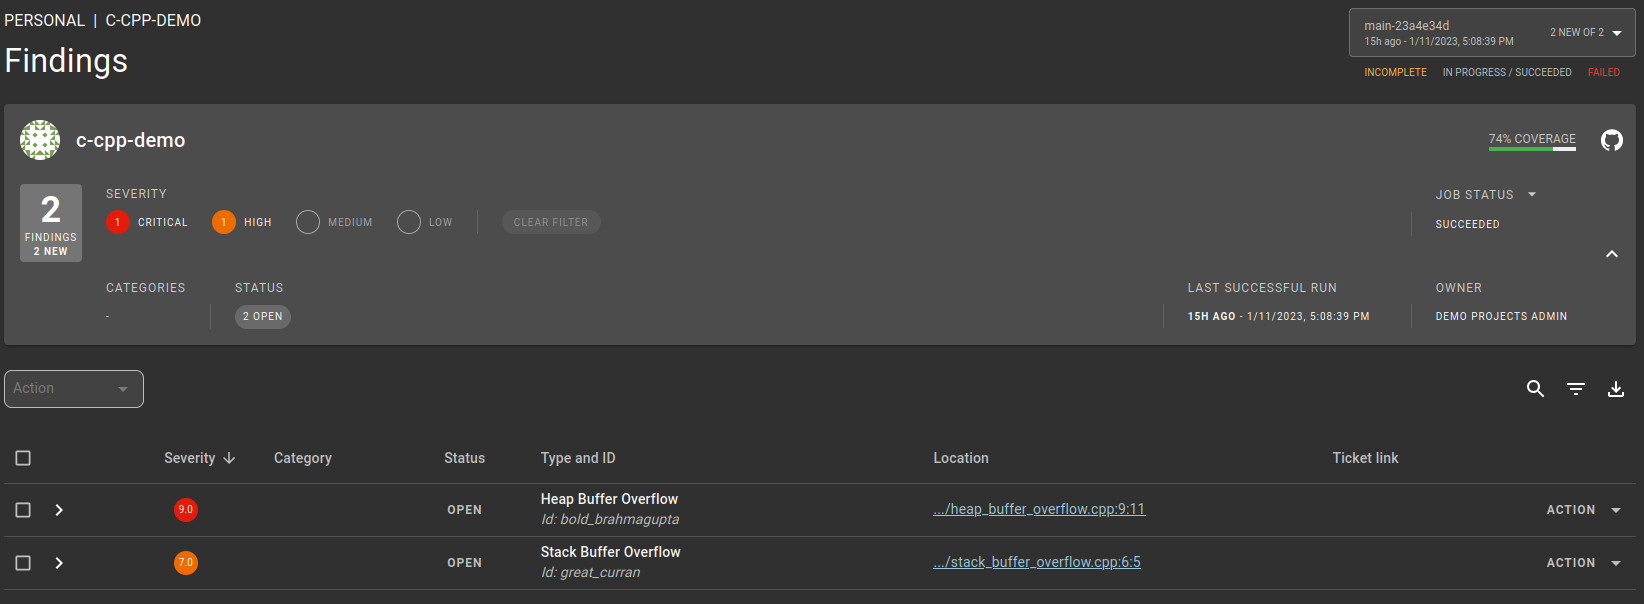 PERSONAL | C-CPP-DEMO
Findings
main-23a4e34d
15h ago - 1/11/2023, 5:08:39 PM
2 NEW OF 2
INCOMPLETE IN PROGRESS / SUCCEEDED FAILED
c-cpp-demo
74% COVERAGE
2
FINDINGS
2 NEW
SEVERITY
1 CRITICAL 1 HIGH MEDIUM LOW CLEAR FILTER
JOB STATUS
SUCCEEDED
CATEGORIES
-
STATUS
2 OPEN
LAST SUCCESSFUL RUN
15H AGO - 1/11/2023, 5:08:39 PM
OWNER
DEMO PROJECTS ADMIN
Action
Severity Category Status Type and ID Location Ticket link
9.0 OPEN Heap Buffer Overflow .../heap_buffer_overflow.cpp:9:11 ACTION
Id: bold_brahmagupta
7.0 OPEN Stack Buffer Overflow .../stack_buffer_overflow.cpp:6:5 ACTION
Id: great_curran